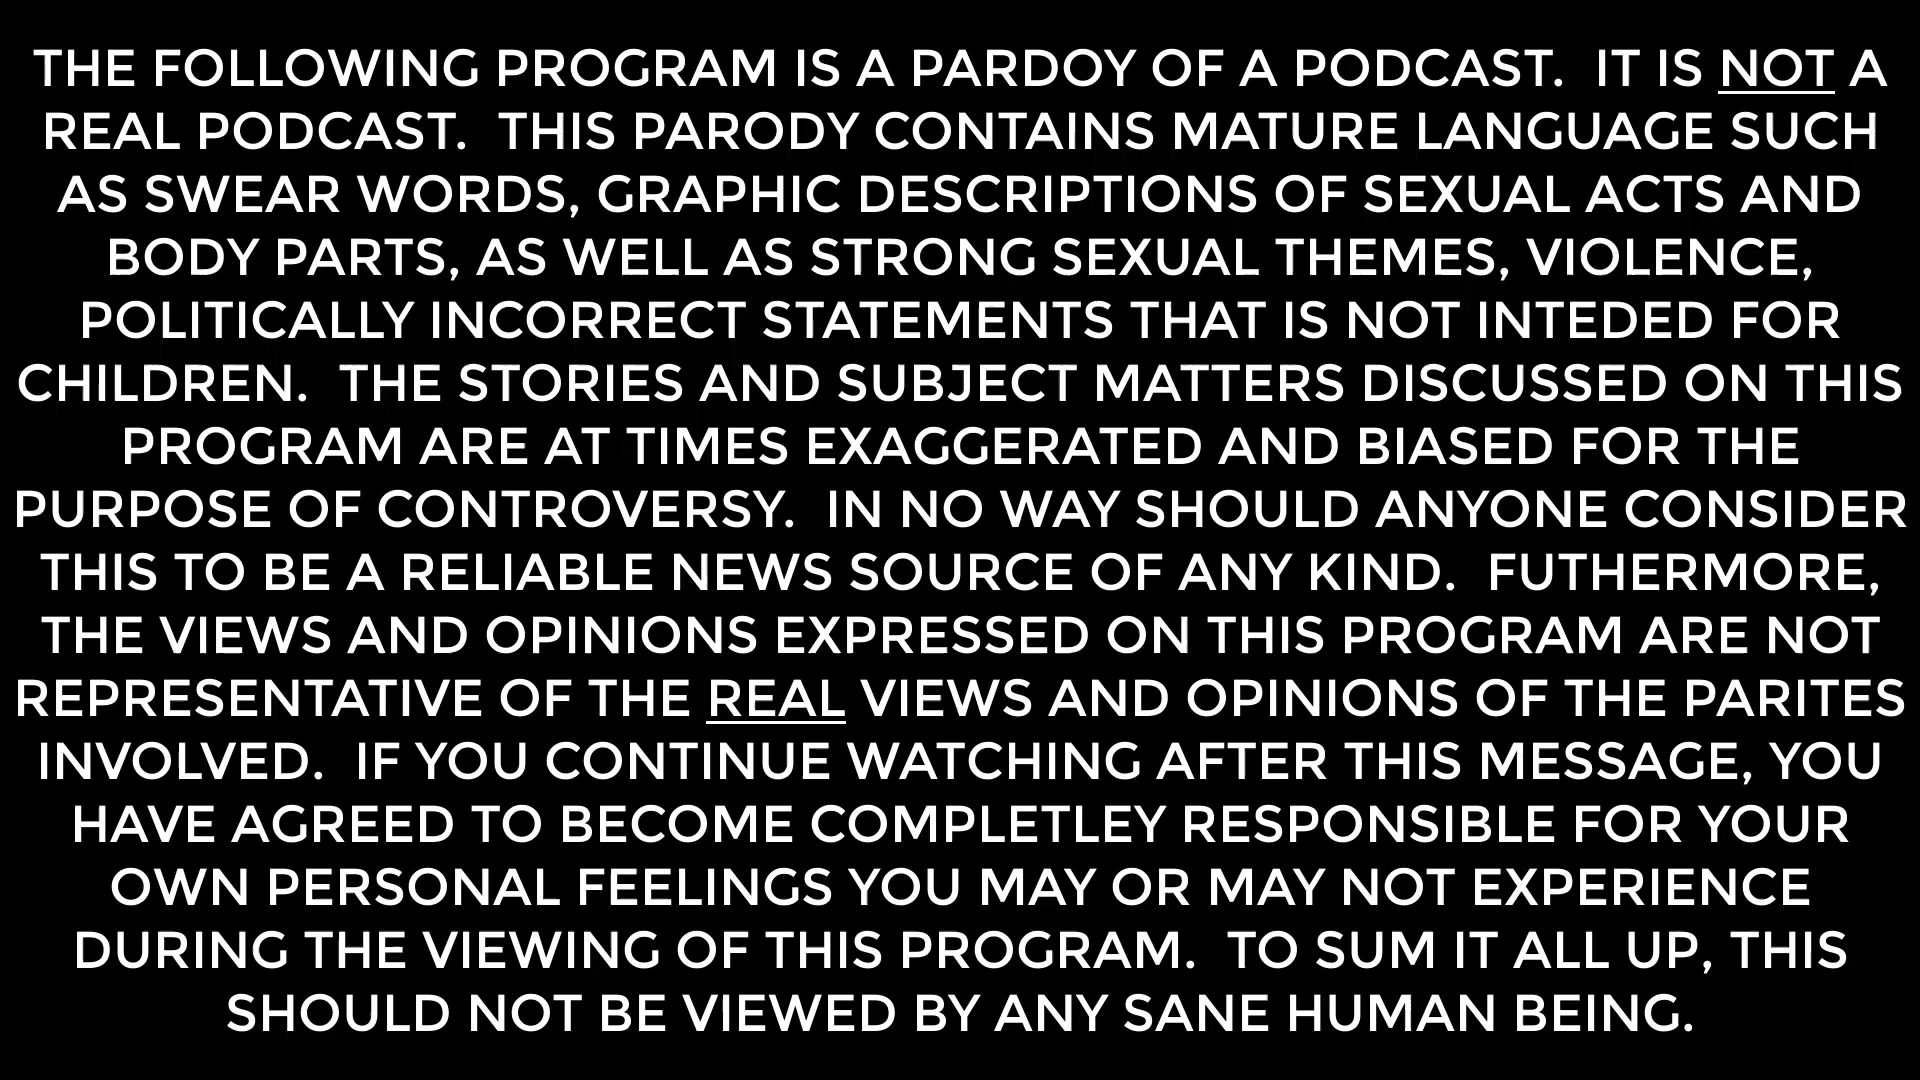 THE FOLLOWING PROGRAM IS A PARDOY OF A PODCAST.  IT IS NOT A
REAL PODCAST.  THIS PARODY CONTAINS MATURE LANGUAGE SUCH
AS SWEAR WORDS, GRAPHIC DESCRIPTIONS OF SEXUAL ACTS AND
BODY PARTS, AS WELL AS STRONG SEXUAL THEMES, VIOLENCE,
POLITICALLY INCORRECT STATEMENTS THAT IS NOT INTEDED FOR
CHILDREN.  THE STORIES AND SUBJECT MATTERS DISCUSSED ON THIS
PROGRAM ARE AT TIMES EXAGGERATED AND BIASED FOR THE
PURPOSE OF CONTROVERSY.  IN NO WAY SHOULD ANYONE CONSIDER
THIS TO BE A RELIABLE NEWS SOURCE OF ANY KIND.  FUTHERMORE,
THE VIEWS AND OPINIONS EXPRESSED ON THIS PROGRAM ARE NOT
REPRESENTATIVE OF THE REAL VIEWS AND OPINIONS OF THE PARITES
INVOLVED.  IF YOU CONTINUE WATCHING AFTER THIS MESSAGE, YOU
HAVE AGREED TO BECOME COMPLETLEY RESPONSIBLE FOR YOUR
OWN PERSONAL FEELINGS YOU MAY OR MAY NOT EXPERIENCE
DURING THE VIEWING OF THIS PROGRAM.  TO SUM IT ALL UP, THIS
SHOULD NOT BE VIEWED BY ANY SANE HUMAN BEING.